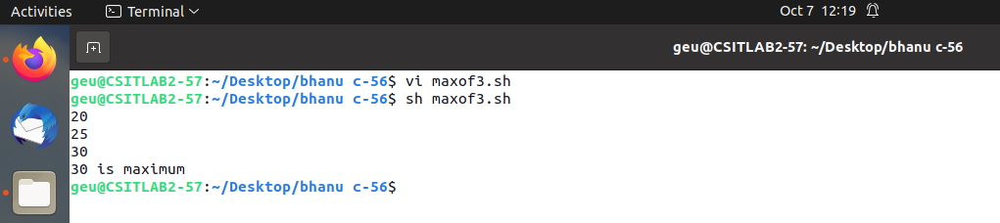 Activities Terminal Oct 7 12:19
geu@CSITLAB2-57: ~/Desktop/bhanu c-56
geu@CSITLAB2-57:~/Desktop/bhanu c-56$ vi maxof3.sh
geu@CSITLAB2-57:~/Desktop/bhanu c-56$ sh maxof3.sh
20
25
30
30 is maximum
geu@CSITLAB2-57:~/Desktop/bhanu c-56$